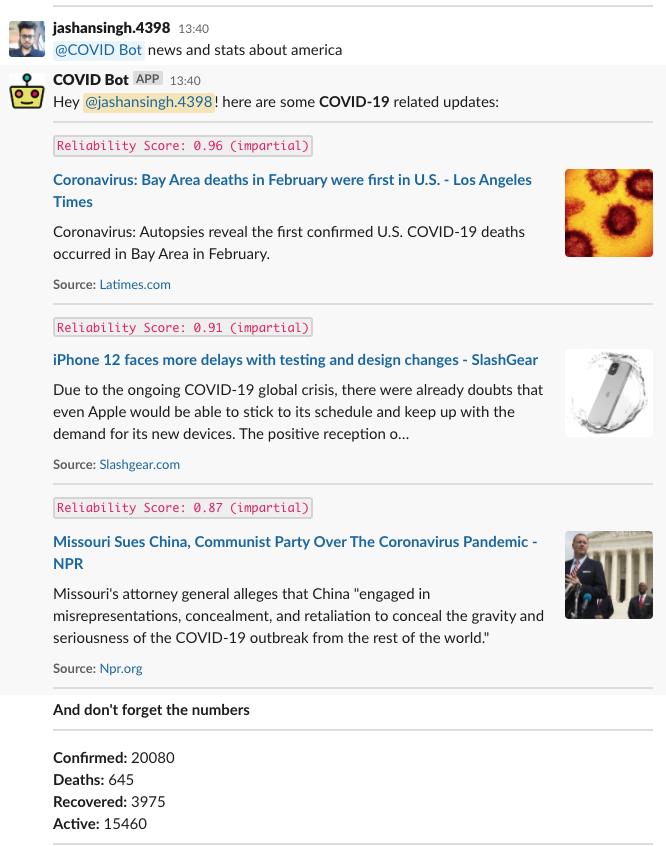 jashansingh.4398 13:40
@COVID Bot news and stats about america
COVID Bot APP 13:40
Hey @jashansingh.4398! here are some COVID-19 related updates:
Reliability Score: 0.96 (impartial)
Coronavirus: Bay Area deaths in February were first in U.S. - Los Angeles
Times
Coronavirus: Autopsies reveal the first confirmed U.S. COVID-19 deaths
occurred in Bay Area in February.
Source: Latimes.com
Reliability Score: 0.91 (impartial)
iPhone 12 faces more delays with testing and design changes - SlashGear
Due to the ongoing COVID-19 global crisis, there were already doubts that
even Apple would be able to stick to its schedule and keep up with the
demand for its new devices. The positive reception o...
Source: Slashgear.com
Reliability Score: 0.87 (impartial)
Missouri Sues China, Communist Party Over The Coronavirus Pandemic -
NPR
Missouri's attorney general alleges that China "engaged in
misrepresentations, concealment, and retaliation to conceal the gravity and
seriousness of the COVID-19 outbreak from the rest of the world."
Source: Npr.org
And don't forget the numbers
Confirmed: 20080
Deaths: 645
Recovered: 3975
Active: 15460